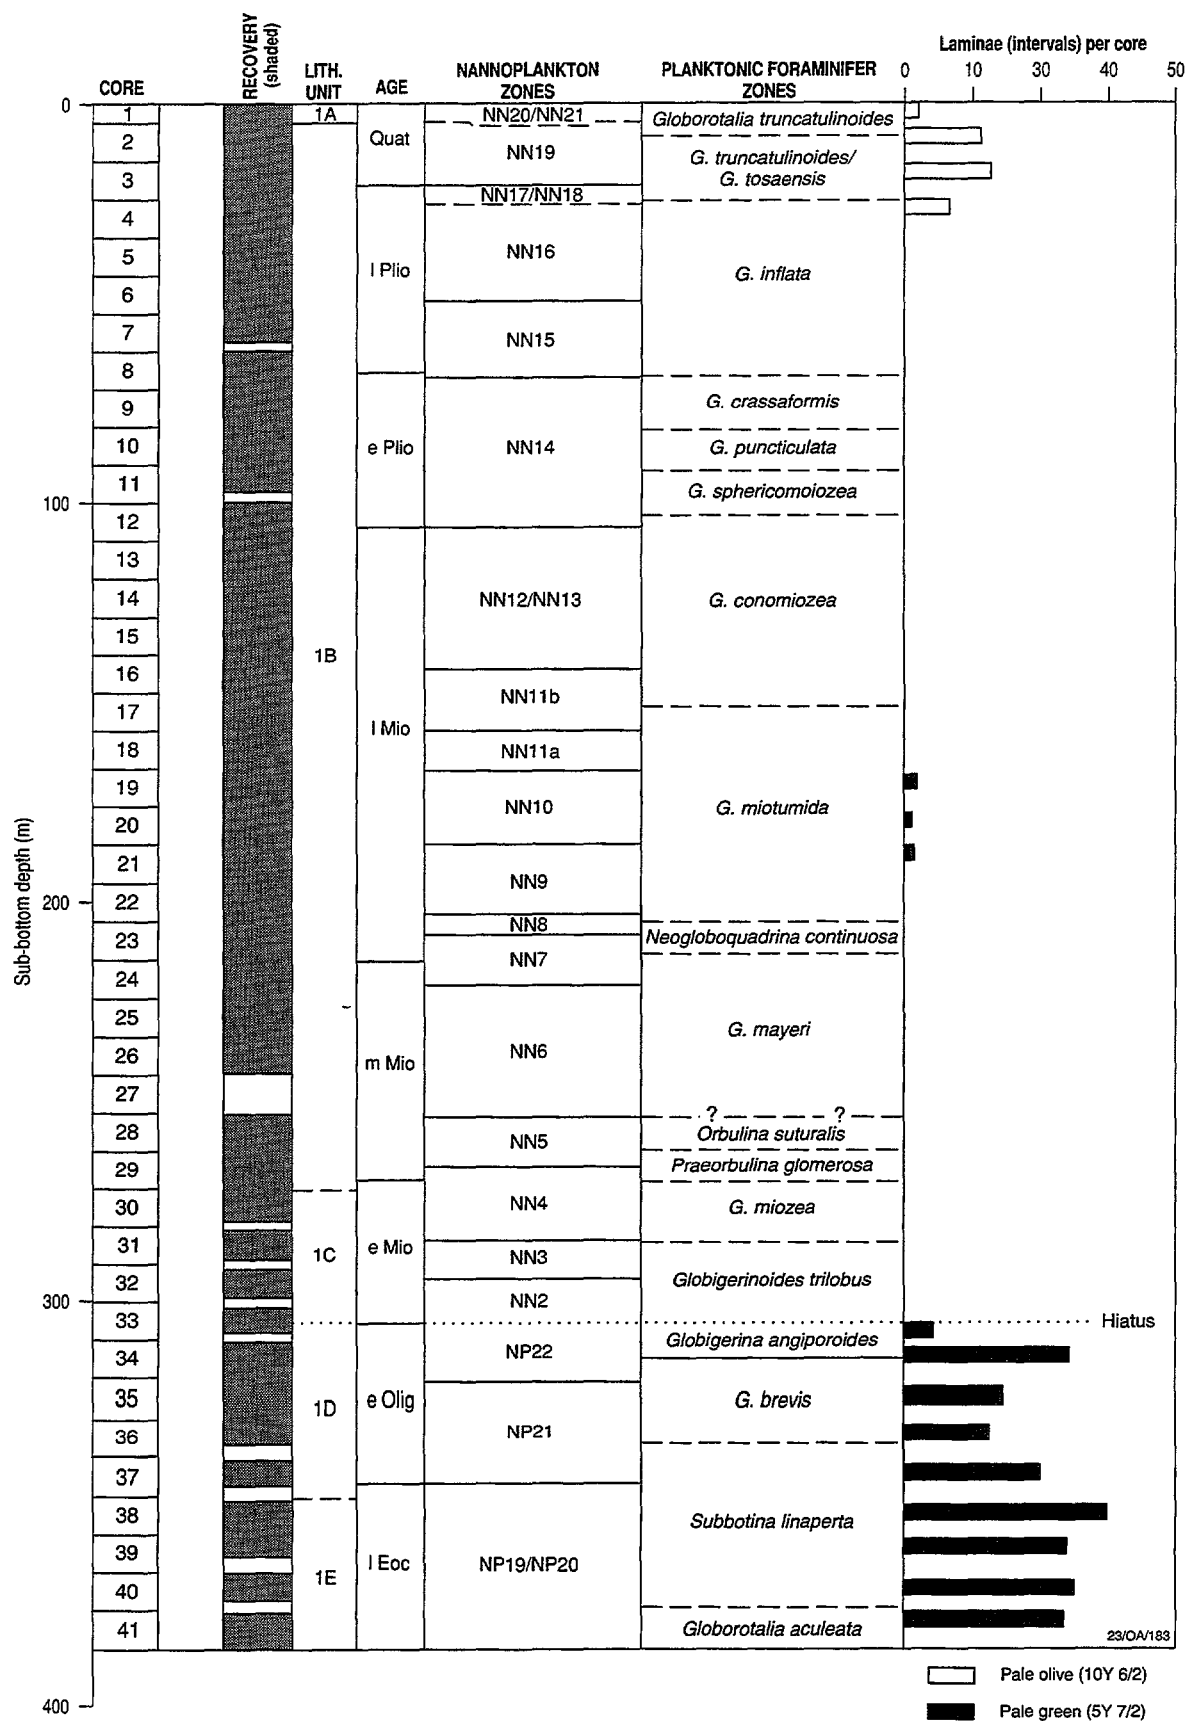 Laminae (intervals) per core
RECOVERY
(shaded)
CORE
LITH.
UNIT
AGE
NANNOPLANKTON
ZONES
PLANKTONIC FORAMINIFER
ZONES
0 10 30 40 50
Sub-bottom depth (m)
0
100
200
300
400
1
2
3
4
5
6
7
8
9
10
11
12
13
14
15
16
17
18
19
20
21
22
23
24
25
26
27
28
29
30
31
32
33
34
35
36
37
38
39
40
41
1A
1B
1C
1D
1E
Quat
l Plio
e Plio
l Mio
m Mio
e Mio
e Olig
l Eoc
NN20/NN21
NN19
NN17/NN18
NN16
NN15
NN14
NN12/NN13
NN11b
NN11a
NN10
NN9
NN8
NN7
NN6
NN5
NN4
NN3
NN2
NP22
NP21
NP19/NP20
Globorotalia truncatulinoides
G. truncatulinoides/
G. tosaensis
G. inflata
G. crassaformis
G. puncticulata
G. sphericomoiozea
G. conomiozea
G. miotumida
Neogloboquadrina continuosa
G. mayeri
? ?
Orbulina suturalis
Praeorbulina glomerosa
G. miozea
Globigerinoides trilobus
Globigerina angiporoides
G. brevis
Subbotina linaperta
Globorotalia aculeata
Hiatus
23/OA/183
Pale olive (10Y 6/2)
Pale green (5Y 7/2)